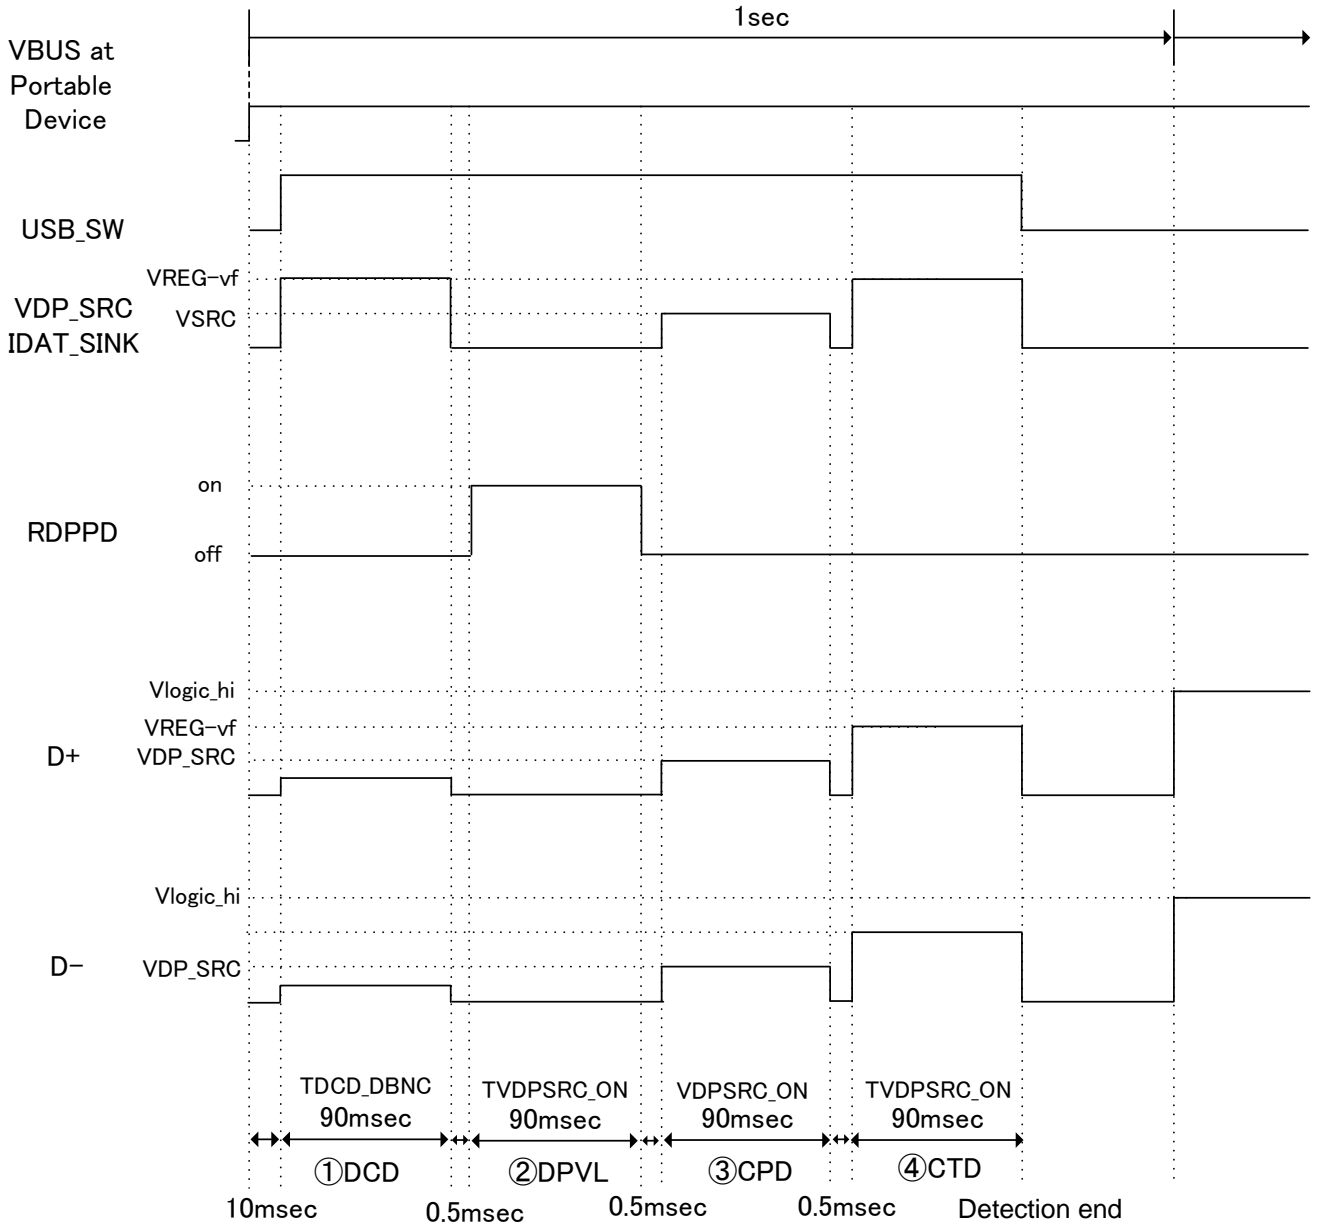 1sec
VBUS at
Portable
Device
USB_SW
VREG-vf
VDP_SRC
VSRC
IDAT_SINK
on
RDPPD
off
Vlogic_hi
VREG-vf
D+
VDP_SRC
Vlogic_hi
D-
VDP_SRC
TDCD_DBNC
90msec
TVDPSRC_ON
90msec
VDPSRC_ON
90msec
TVDPSRC_ON
90msec
①DCD
②DPVL
③CPD
④CTD
10msec
0.5msec
0.5msec
0.5msec
Detection end